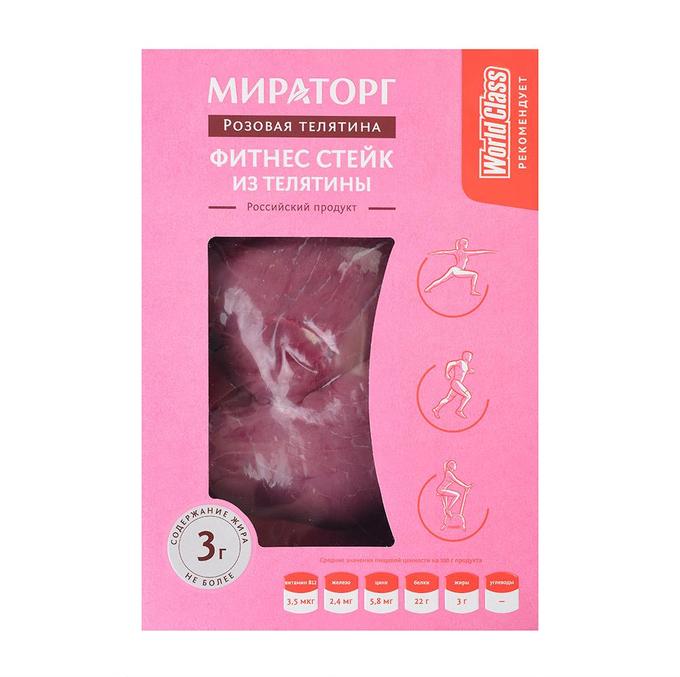 МИРАТОРГ
РОЗОВАЯ ТЕЛЯТИНА
ФИТНЕС СТЕЙК
ИЗ ТЕЛЯТИНЫ
Российский продукт
World Class
РЕКОМЕНДУЕТ
СОДЕРЖАНИЕ ЖИРА
3 г
НЕ БОЛЕЕ
Средние значения пищевой ценности на 100 г продукта
витамин B12 железо цинк белки жиры углеводы
3,5 мкг 2,4 мг 5,8 мг 22 г 3 г –